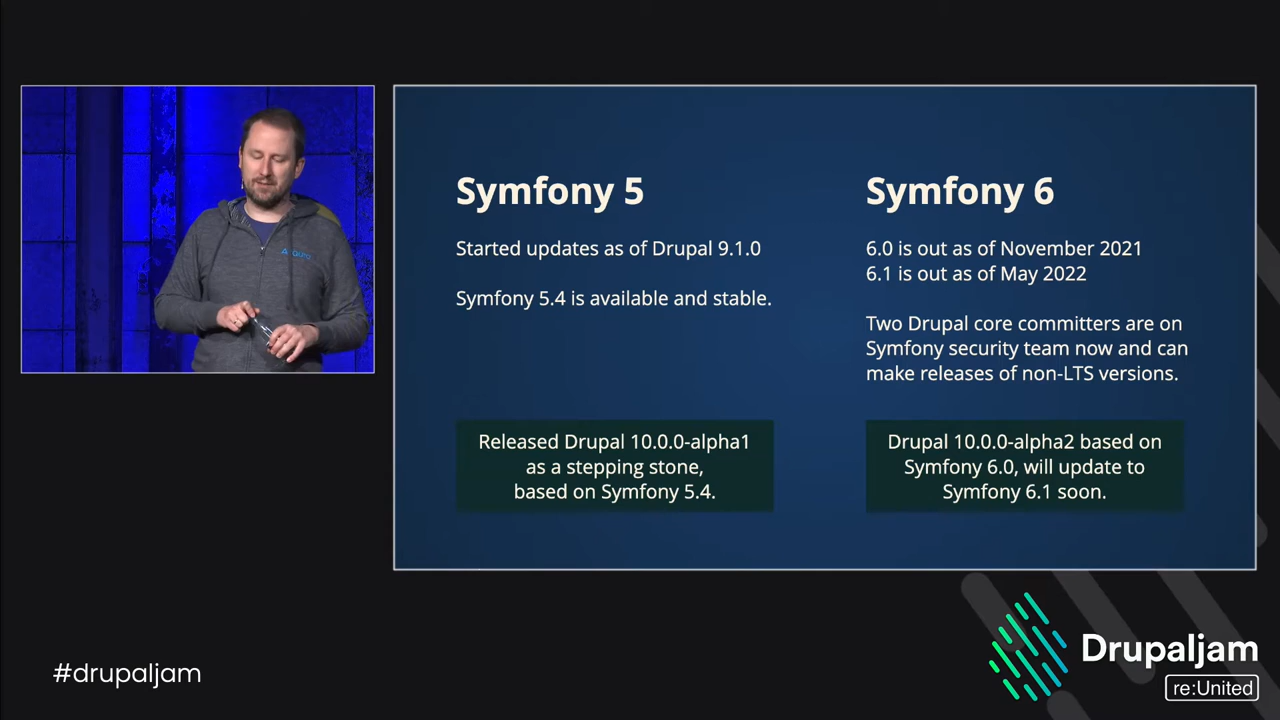 Symfony 5
Started updates as of Drupal 9.1.0
Symfony 5.4 is available and stable.
Released Drupal 10.0.0-alpha1
as a stepping stone,
based on Symfony 5.4.
Symfony 6
6.0 is out as of November 2021
6.1 is out as of May 2022
Two Drupal core committers are on
Symfony security team now and can
make releases of non-LTS versions.
Drupal 10.0.0-alpha2 based on
Symfony 6.0, will update to
Symfony 6.1 soon.
#drupaljam
Drupaljam
re:United